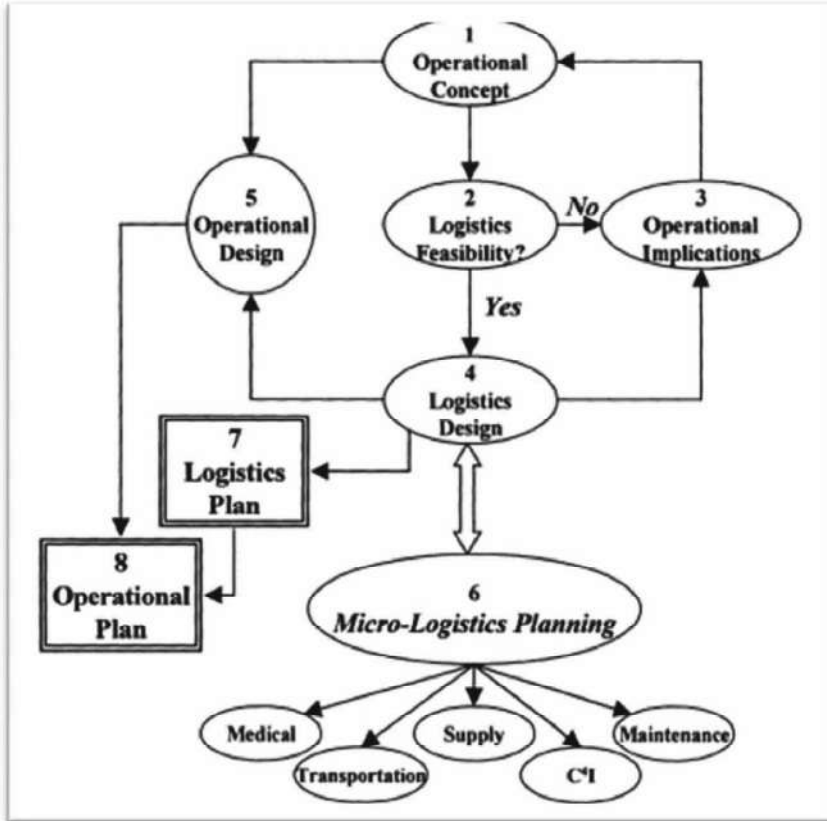 1
Operational
Concept
5
Operational
Design
2
Logistics
Feasibility?
No
3
Operational
Implications
Yes
4
Logistics
Design
7
Logistics
Plan
8
Operational
Plan
6
Micro-Logistics Planning
Medical
Supply
Maintenance
Transportation
C⁴I